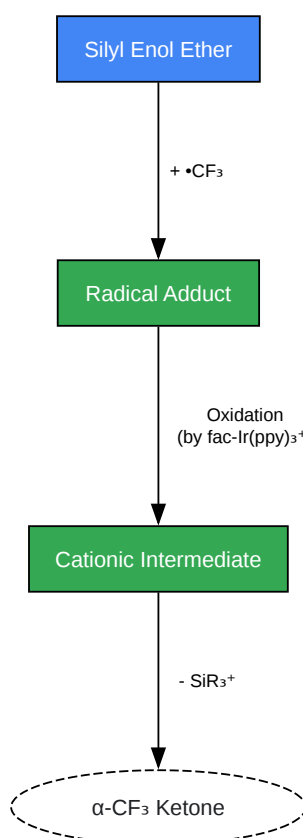 Silyl Enol Ether
+ •CF₃
Radical Adduct
Oxidation
(by fac-Ir(ppy)₃⁺
Cationic Intermediate
- SiR₃⁺
α-CF₃ Ketone